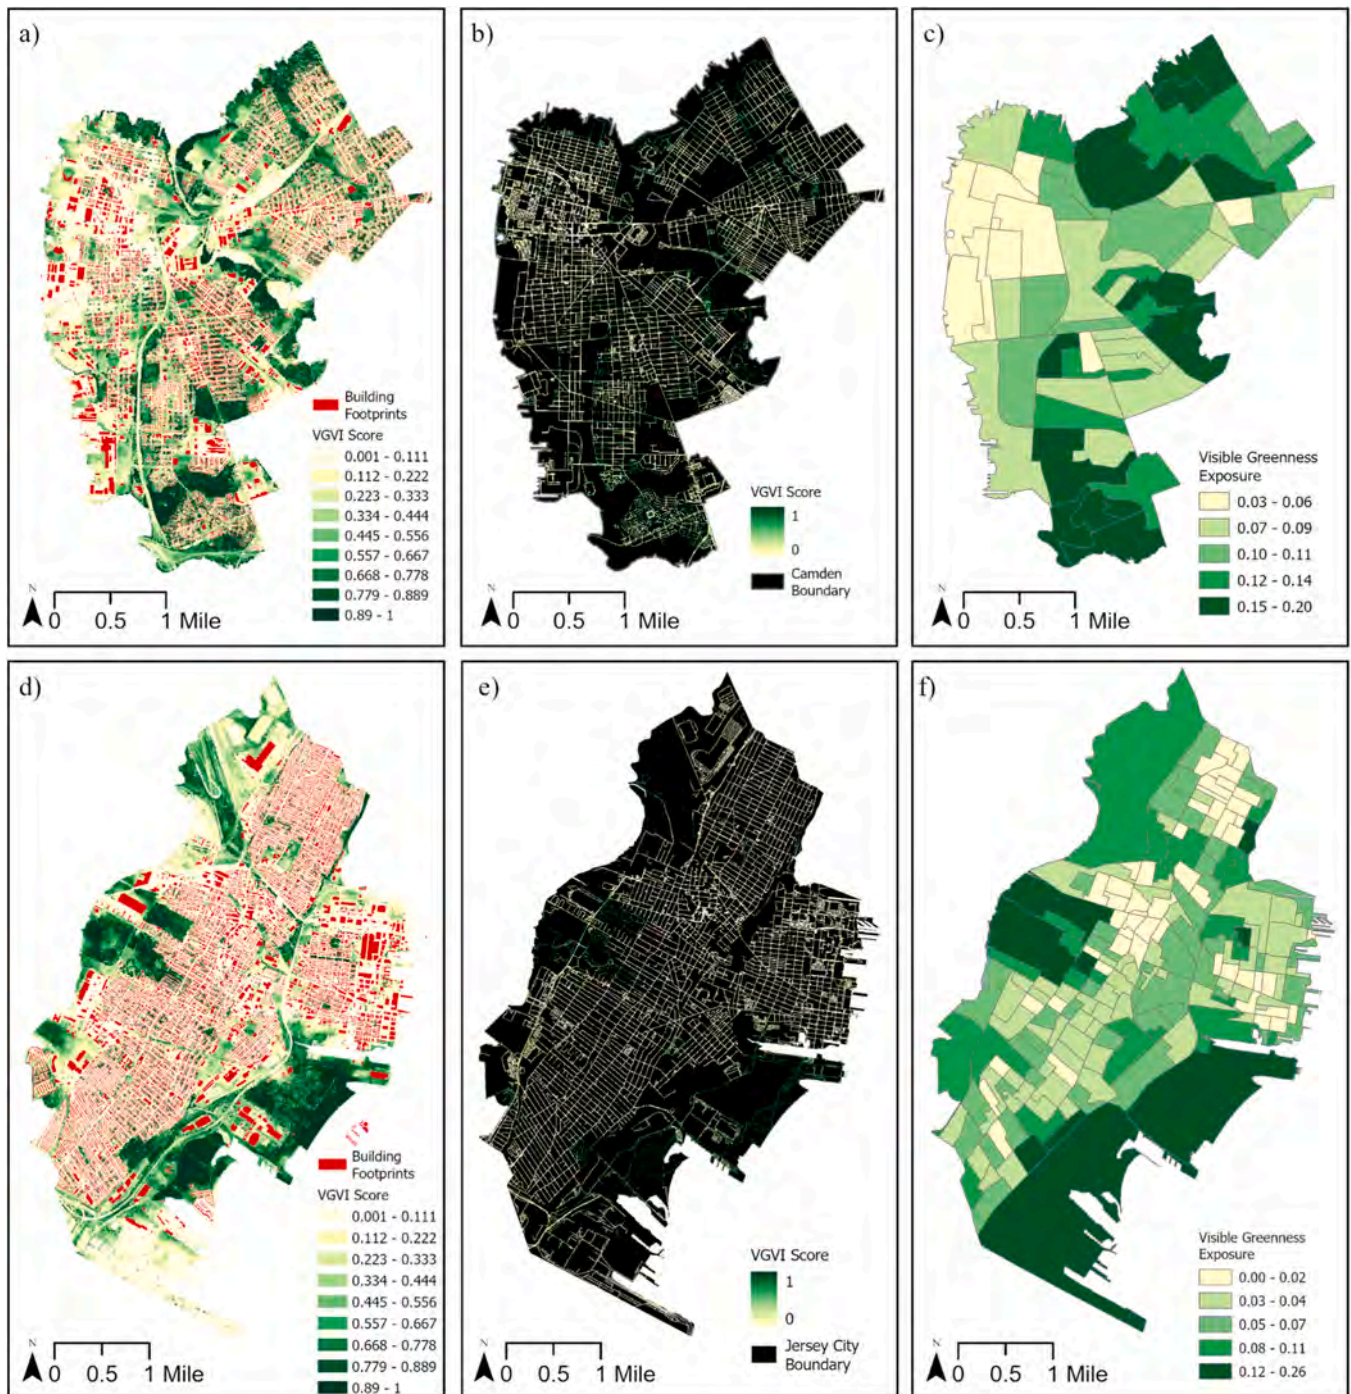 a)
Building
Footprints
VGVI Score
0.001 - 0.111
0.112 - 0.222
0.223 - 0.333
0.334 - 0.444
0.445 - 0.556
0.557 - 0.667
0.668 - 0.778
0.779 - 0.889
0.89 - 1
N
0 0.5 1 Mile
b)
VGVI Score
1
0
Camden
Boundary
N
0 0.5 1 Mile
c)
Visible Greenness
Exposure
0.03 - 0.06
0.07 - 0.09
0.10 - 0.11
0.12 - 0.14
0.15 - 0.20
N
0 0.5 1 Mile
d)
Building
Footprints
VGVI Score
0.001 - 0.111
0.112 - 0.222
0.223 - 0.333
0.334 - 0.444
0.445 - 0.556
0.557 - 0.667
0.668 - 0.778
0.779 - 0.889
0.89 - 1
N
0 0.5 1 Mile
e)
VGVI Score
1
0
Jersey City
Boundary
N
0 0.5 1 Mile
f)
Visible Greenness
Exposure
0.00 - 0.02
0.03 - 0.04
0.05 - 0.07
0.08 - 0.11
0.12 - 0.26
N
0 0.5 1 Mile